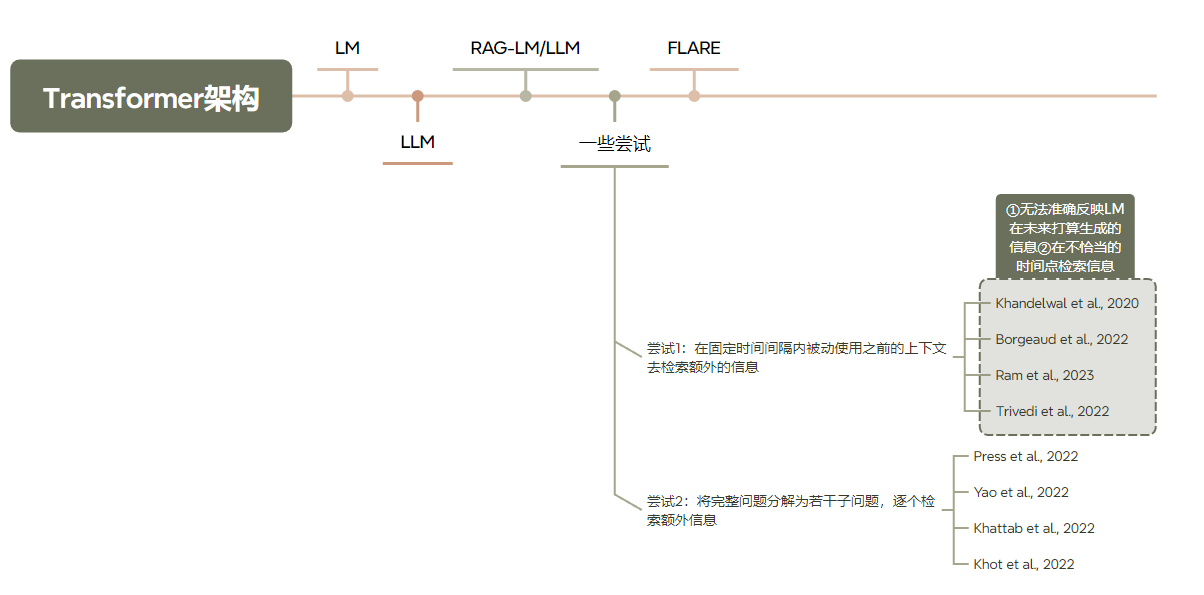 Transformer架构
LM
RAG-LM/LLM
FLARE
LLM
一些尝试
①无法准确反映LM
在未来打算生成的
信息②在不恰当的
时间点检索信息
尝试1：在固定时间间隔内被动使用之前的上下文
去检索额外的信息
Khandelwal et al., 2020
Borgeaud et al., 2022
Ram et al., 2023
Trivedi et al., 2022
尝试2：将完整问题分解为若干子问题，逐个检
索额外信息
Press et al., 2022
Yao et al., 2022
Khattab et al., 2022
Khot et al., 2022